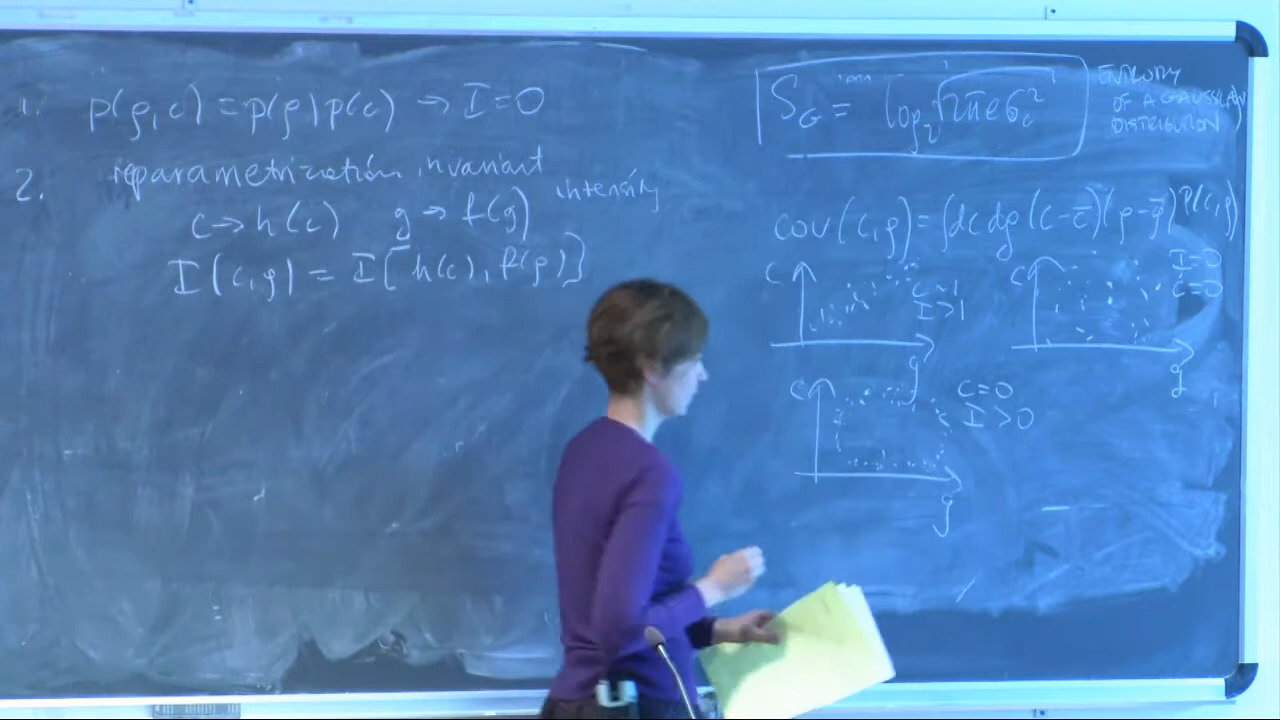 1. p(g,c) = p(g)p(c) → I=0
2. reparametrization invariant
intensity
c→h(c) g→f(g)
I(c,g) = I[h(c), f(g)]
S_G = log₂√2πeσ_c²
ENTROPY
OF A GAUSSIAN
DISTRIBUTION)
cov(c,g) = ∫dc dg (c-c̄)(g-ḡ) P(c,g)
c
c~1
I>1
g
c
I=0
c=0
g
c
C=0
I>0
g